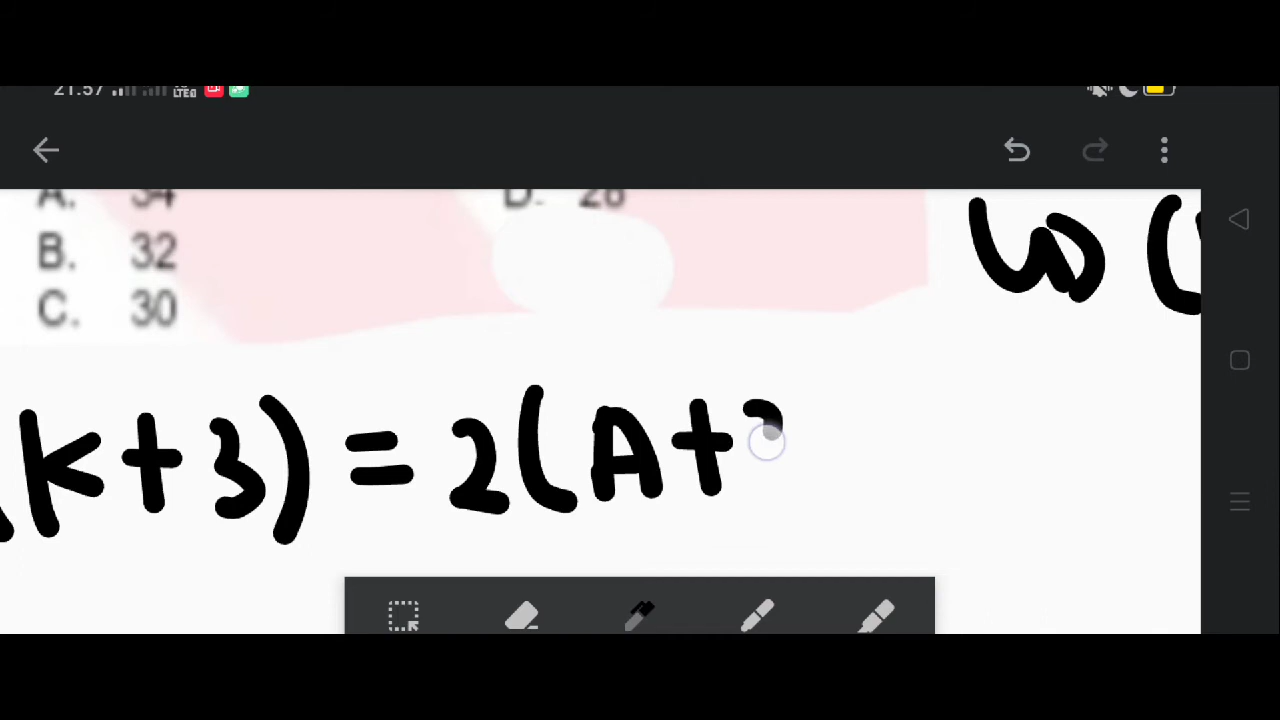 21.57
A. 34 D. 28
B. 32
C. 30
(K+3) = 2(A+